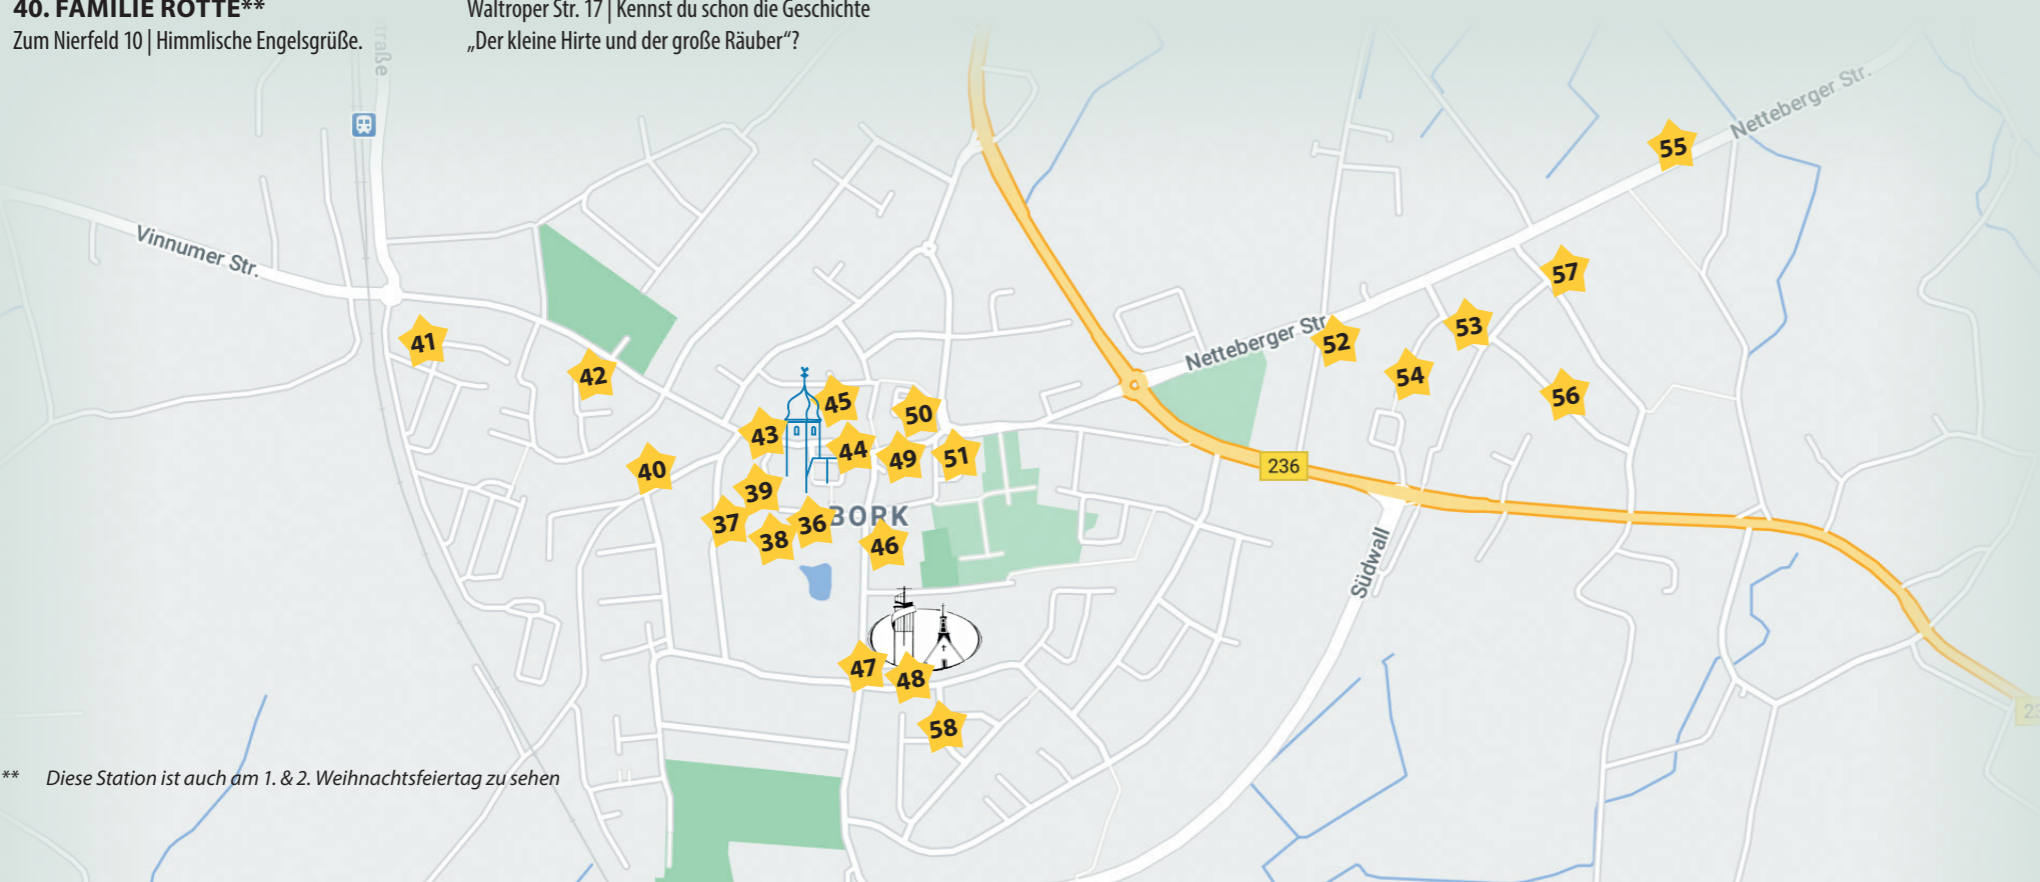 40. FAMILIE ROTTE**
Zum Nierfeld 10 | Himmlische Engelsgrüße.
Waltroper Str. 17 | Kennst du schon die Geschichte
„Der kleine Hirte und der große Räuber“?
traße
Netteberger Str.
55
Vinnumer Str.
57
53
Netteberger Str.
52
41
42
54
56
45
50
43
44
49
51
40
236
39
37
36
BORK
38
46
Südwall
47
48
58
23
** Diese Station ist auch am 1. & 2. Weihnachtsfeiertag zu sehen